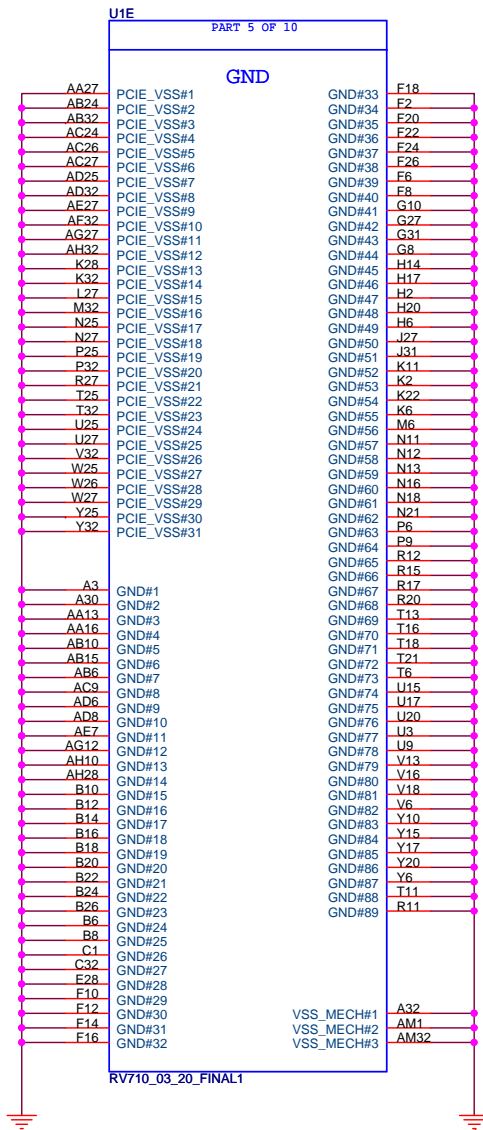 U1E
PART 5 OF 10
GND
AA27 PCIE_VSS#1
AB24 PCIE_VSS#2
AB32 PCIE_VSS#3
AC24 PCIE_VSS#4
AC26 PCIE_VSS#5
AC27 PCIE_VSS#6
AD25 PCIE_VSS#7
AD32 PCIE_VSS#8
AE27 PCIE_VSS#9
AF32 PCIE_VSS#10
AG27 PCIE_VSS#11
AH32 PCIE_VSS#12
K28 PCIE_VSS#13
K32 PCIE_VSS#14
L27 PCIE_VSS#15
M32 PCIE_VSS#16
N25 PCIE_VSS#17
N27 PCIE_VSS#18
P25 PCIE_VSS#19
P32 PCIE_VSS#20
R27 PCIE_VSS#21
T25 PCIE_VSS#22
T32 PCIE_VSS#23
U25 PCIE_VSS#24
U27 PCIE_VSS#25
V32 PCIE_VSS#26
W25 PCIE_VSS#27
W26 PCIE_VSS#28
W27 PCIE_VSS#29
Y25 PCIE_VSS#30
Y32 PCIE_VSS#31
A3 GND#1
A30 GND#2
AA13 GND#3
AA16 GND#4
AB10 GND#5
AB15 GND#6
AB6 GND#7
AC9 GND#8
AD6 GND#9
AD8 GND#10
AE7 GND#11
AG12 GND#12
AH10 GND#13
AH28 GND#14
B10 GND#15
B12 GND#16
B14 GND#17
B16 GND#18
B18 GND#19
B20 GND#20
B22 GND#21
B24 GND#22
B26 GND#23
B6 GND#24
B8 GND#25
C1 GND#26
C32 GND#27
E28 GND#28
F10 GND#29
F12 GND#30
F14 GND#31
F16 GND#32
GND#33 F18
GND#34 F2
GND#35 F20
GND#36 F22
GND#37 F24
GND#38 F26
GND#39 F6
GND#40 F8
GND#41 G10
GND#42 G27
GND#43 G31
GND#44 G8
GND#45 H14
GND#46 H17
GND#47 H2
GND#48 H20
GND#49 H6
GND#50 J27
GND#51 J31
GND#52 K11
GND#53 K2
GND#54 K22
GND#55 K6
GND#56 M6
GND#57 N11
GND#58 N12
GND#59 N13
GND#60 N16
GND#61 N18
GND#62 N21
GND#63 P6
GND#64 P9
GND#65 R12
GND#66 R15
GND#67 R17
GND#68 R20
GND#69 T13
GND#70 T16
GND#71 T18
GND#72 T21
GND#73 T6
GND#74 U15
GND#75 U17
GND#76 U20
GND#77 U3
GND#78 U9
GND#79 V13
GND#80 V16
GND#81 V18
GND#82 V6
GND#83 Y10
GND#84 Y15
GND#85 Y17
GND#86 Y20
GND#87 Y6
GND#88 T11
GND#89 R11
VSS_MECH#1 A32
VSS_MECH#2 AM1
VSS_MECH#3 AM32
RV710_03_20_FINAL1